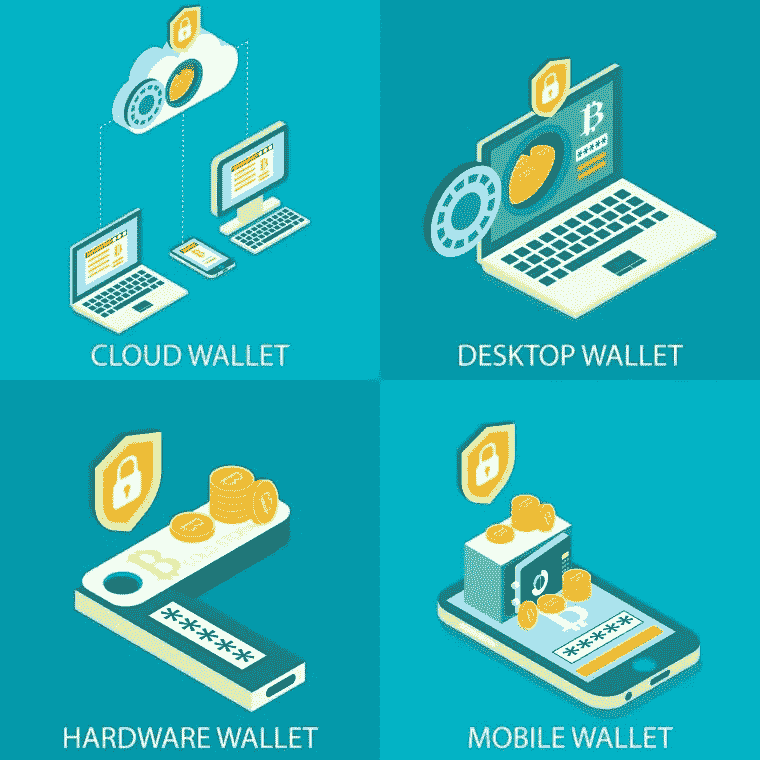 CLOUD WALLET
DESKTOP WALLET
*****
HARDWARE WALLET
*****
MOBILE WALLET
*****